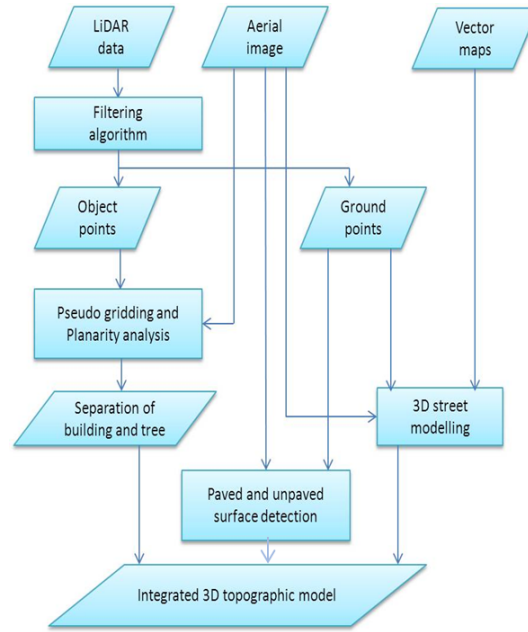 LiDAR
data
Aerial
image
Vector
maps
Filtering
algorithm
Object
points
Ground
points
Pseudo gridding and
Planarity analysis
Separation of
building and tree
3D street
modelling
Paved and unpaved
surface detection
Integrated 3D topographic model